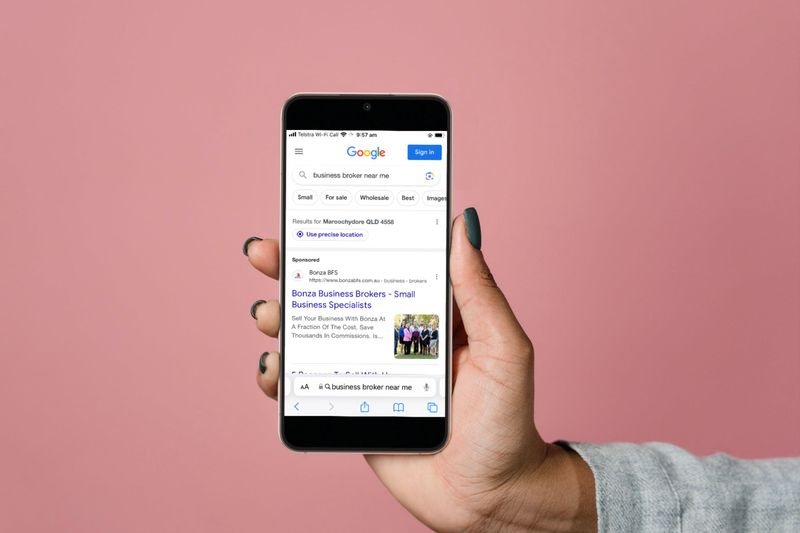 Telstra Wi-Fi Call 9:57 am
Google
Sign in
business broker near me
Small For sale Wholesale Best Images
Results for Maroochydore QLD 4558
Use precise location
Sponsored
Bonza BFS
https://www.bonzabfs.com.au › business › brokers
Bonza Business Brokers - Small
Business Specialists
Sell Your Business With Bonza At
A Fraction Of The Cost. Save
Thousands In Commissions. Is...
AA business broker near me